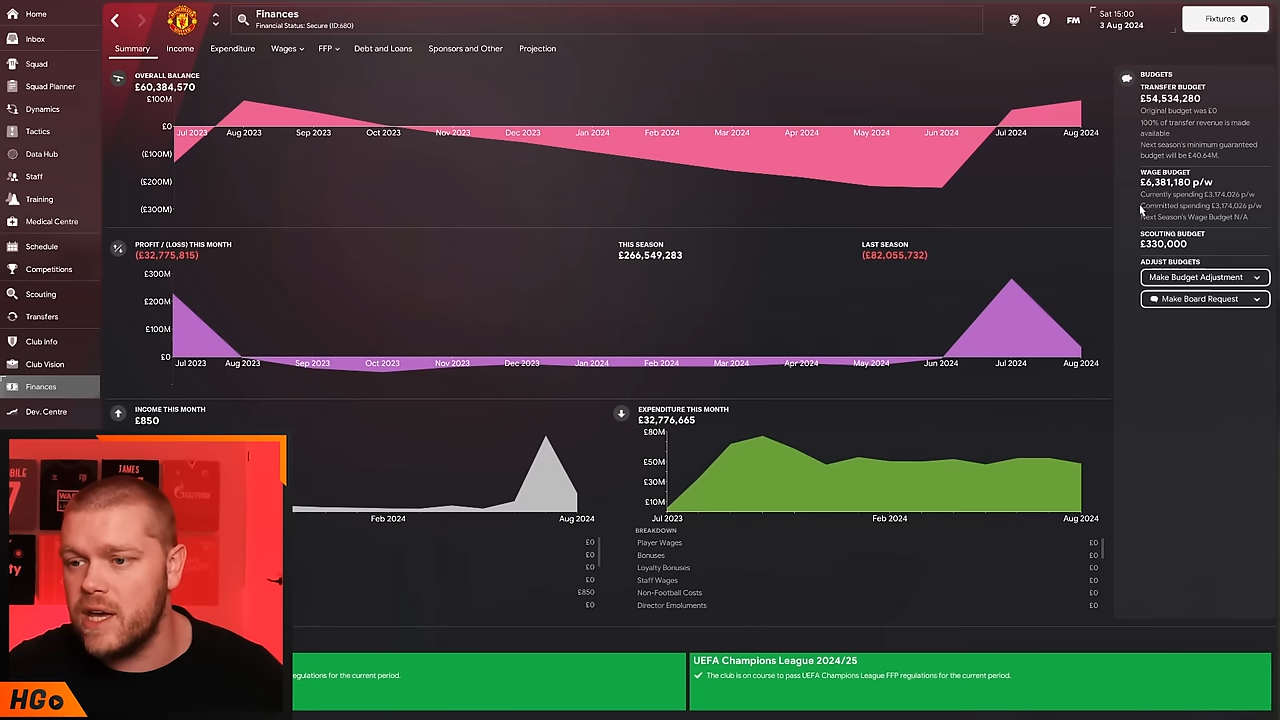 Home
Inbox
Squad
Squad Planner
Dynamics
Tactics
Data Hub
Staff
Training
Medical Centre
Schedule
Competitions
Scouting
Transfers
Club Info
Club Vision
Finances
Dev. Centre
Finances
Financial Status: Secure (ID:680)
FM
Sat 15:00
3 Aug 2024
Fixtures
Summary Income Expenditure Wages FFP Debt and Loans Sponsors and Other Projection
OVERALL BALANCE
£60,384,570
£100M
£0
(£100M)
(£200M)
(£300M)
Jul 2023 Aug 2023 Sep 2023 Oct 2023 Nov 2023 Dec 2023 Jan 2024 Feb 2024 Mar 2024 Apr 2024 May 2024 Jun 2024 Jul 2024 Aug 2024
PROFIT / (LOSS) THIS MONTH
(£32,775,815)
THIS SEASON
£266,549,283
LAST SEASON
(£82,055,732)
£300M
£200M
£100M
£0
Jul 2023 Aug 2023 Sep 2023 Oct 2023 Nov 2023 Dec 2023 Jan 2024 Feb 2024 Mar 2024 Apr 2024 May 2024 Jun 2024 Jul 2024 Aug 2024
INCOME THIS MONTH
£850
Feb 2024 Aug 2024
£0
£0
£0
£0
£850
£0
EXPENDITURE THIS MONTH
£32,776,665
£80M
£50M
£30M
£10M
Jul 2023 Feb 2024 Aug 2024
BREAKDOWN
Player Wages £0
Bonuses £0
Loyalty Bonuses £0
Staff Wages £0
Non-Football Costs £0
Director Emoluments £0
egulations for the current period.
UEFA Champions League 2024/25
The club is on course to pass UEFA Champions League FFP regulations for the current period.
BUDGETS
TRANSFER BUDGET
£54,534,280
Original budget was £0
100% of transfer revenue is made
available
Next season's minimum guaranteed
budget will be £40.64M.
WAGE BUDGET
£6,381,180 p/w
Currently spending £3,174,026 p/w
Committed spending £3,174,026 p/w
Next Season's Wage Budget N/A
SCOUTING BUDGET
£330,000
ADJUST BUDGETS
Make Budget Adjustment
Make Board Request
JAMES
HG